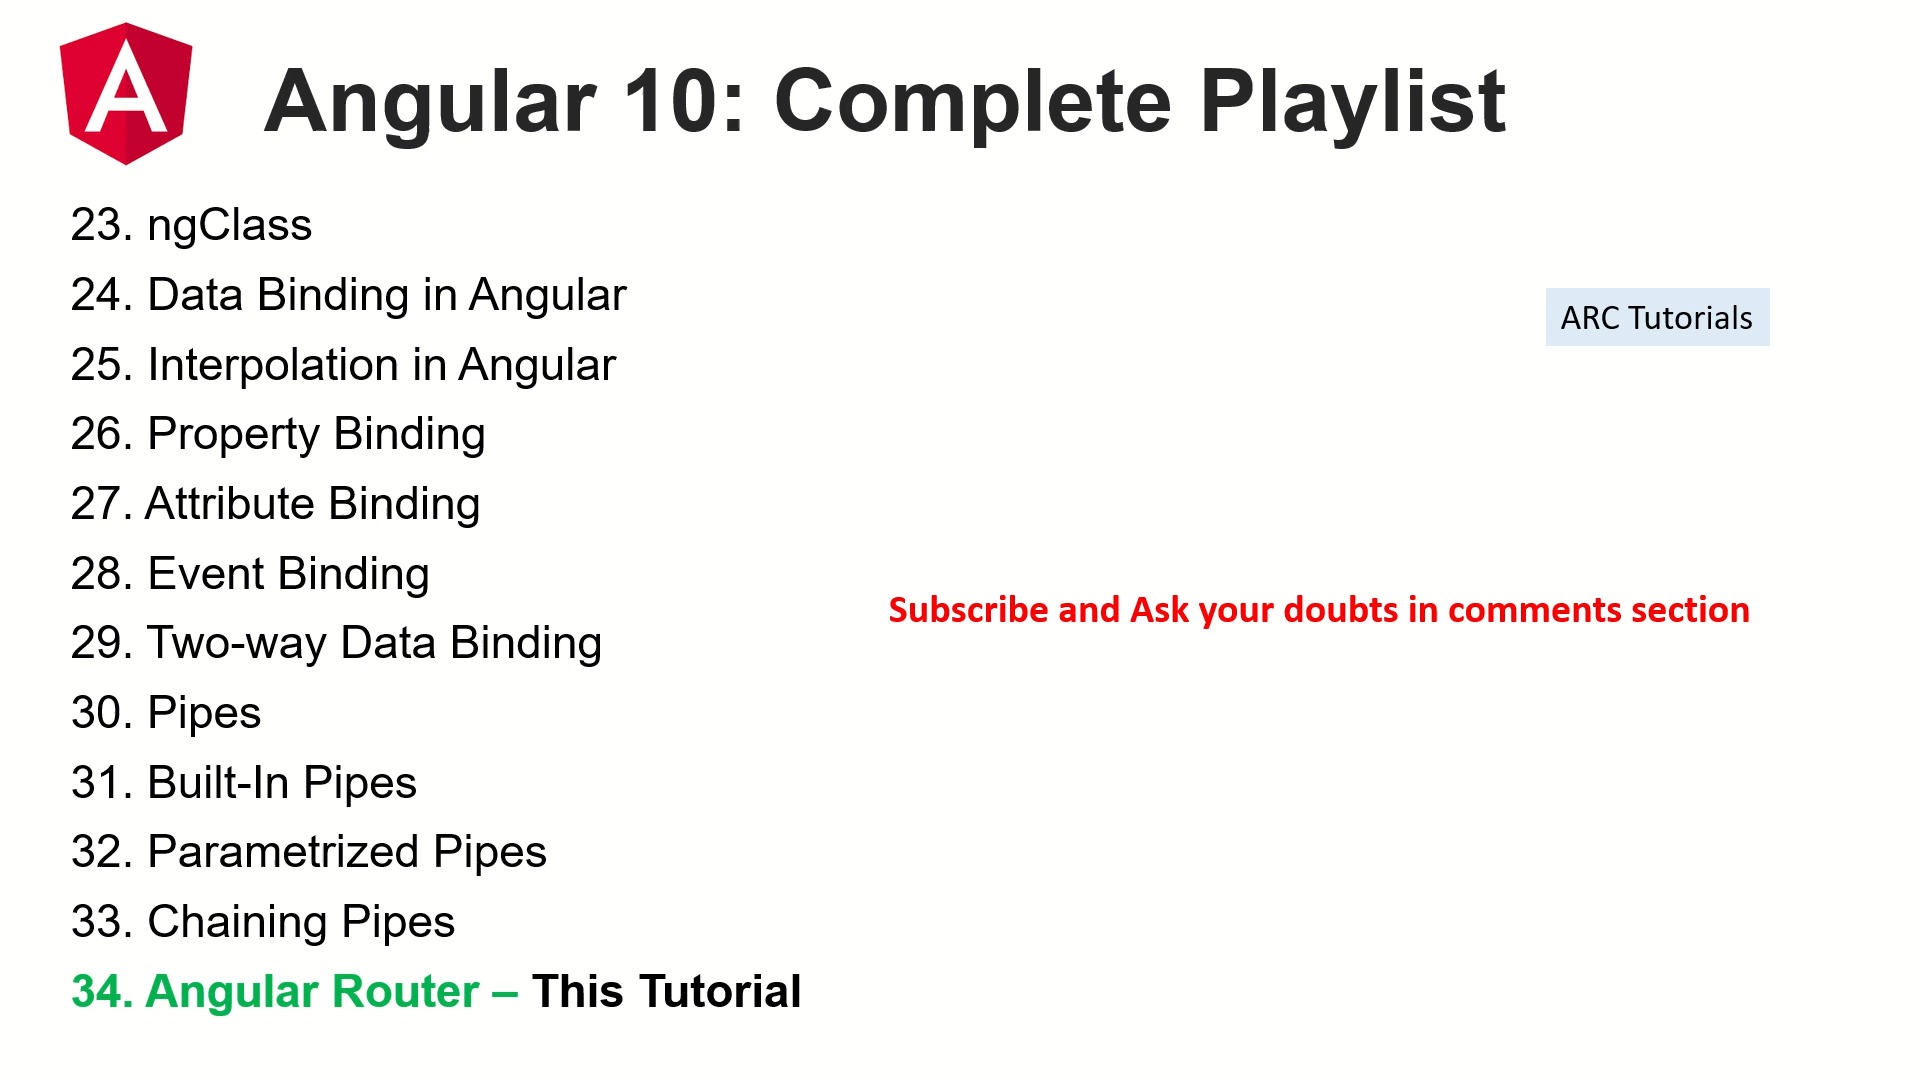 Angular 10: Complete Playlist
23. ngClass
24. Data Binding in Angular
25. Interpolation in Angular
26. Property Binding
27. Attribute Binding
28. Event Binding
29. Two-way Data Binding
30. Pipes
31. Built-In Pipes
32. Parametrized Pipes
33. Chaining Pipes
34. Angular Router – This Tutorial
ARC Tutorials
Subscribe and Ask your doubts in comments section